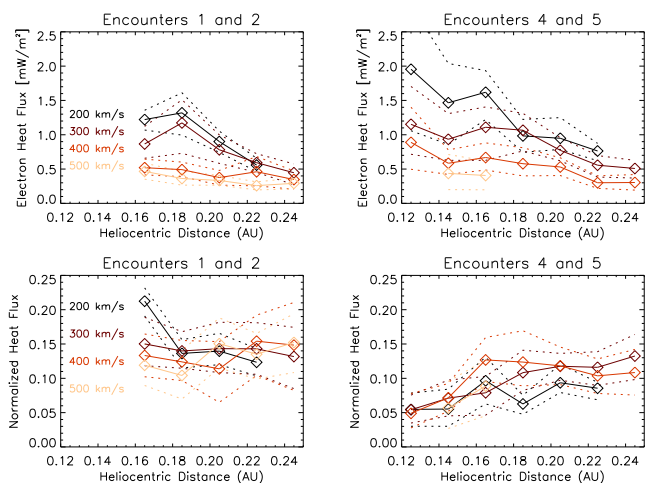 Encounters 1 and 2
Electron Heat Flux [mW/m²]
2.5
2.0
1.5
1.0
0.5
0.0
200 km/s
300 km/s
400 km/s
500 km/s
0.12 0.14 0.16 0.18 0.20 0.22 0.24
Heliocentric Distance (AU)
Encounters 4 and 5
Electron Heat Flux [mW/m²]
2.5
2.0
1.5
1.0
0.5
0.0
0.12 0.14 0.16 0.18 0.20 0.22 0.24
Heliocentric Distance (AU)
Encounters 1 and 2
Normalized Heat Flux
0.25
0.20
0.15
0.10
0.05
0.00
200 km/s
300 km/s
400 km/s
500 km/s
0.12 0.14 0.16 0.18 0.20 0.22 0.24
Heliocentric Distance (AU)
Encounters 4 and 5
Normalized Heat Flux
0.25
0.20
0.15
0.10
0.05
0.00
0.12 0.14 0.16 0.18 0.20 0.22 0.24
Heliocentric Distance (AU)